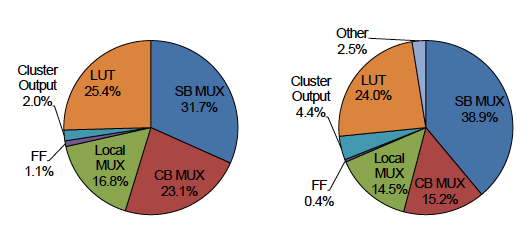 SB MUX
31.7%
CB MUX
23.1%
Local
MUX
16.8%
FF
1.1%
Cluster
Output
2.0%
LUT
25.4%
Other
2.5%
SB MUX
38.9%
CB MUX
15.2%
Local
MUX
14.5%
FF
0.4%
Cluster
Output
4.4%
LUT
24.0%